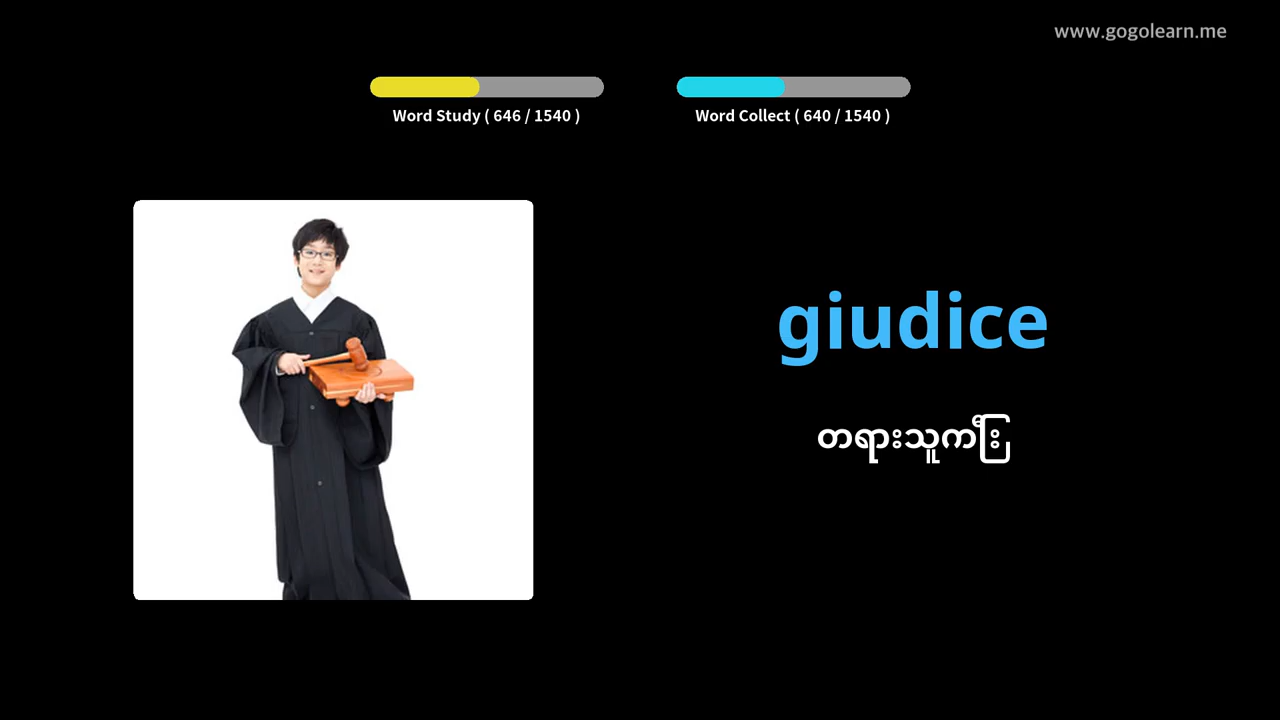 www.gogolearn.me
Word Study ( 646 / 1540 )
Word Collect ( 640 / 1540 )
giudice
တရားသူကြီး